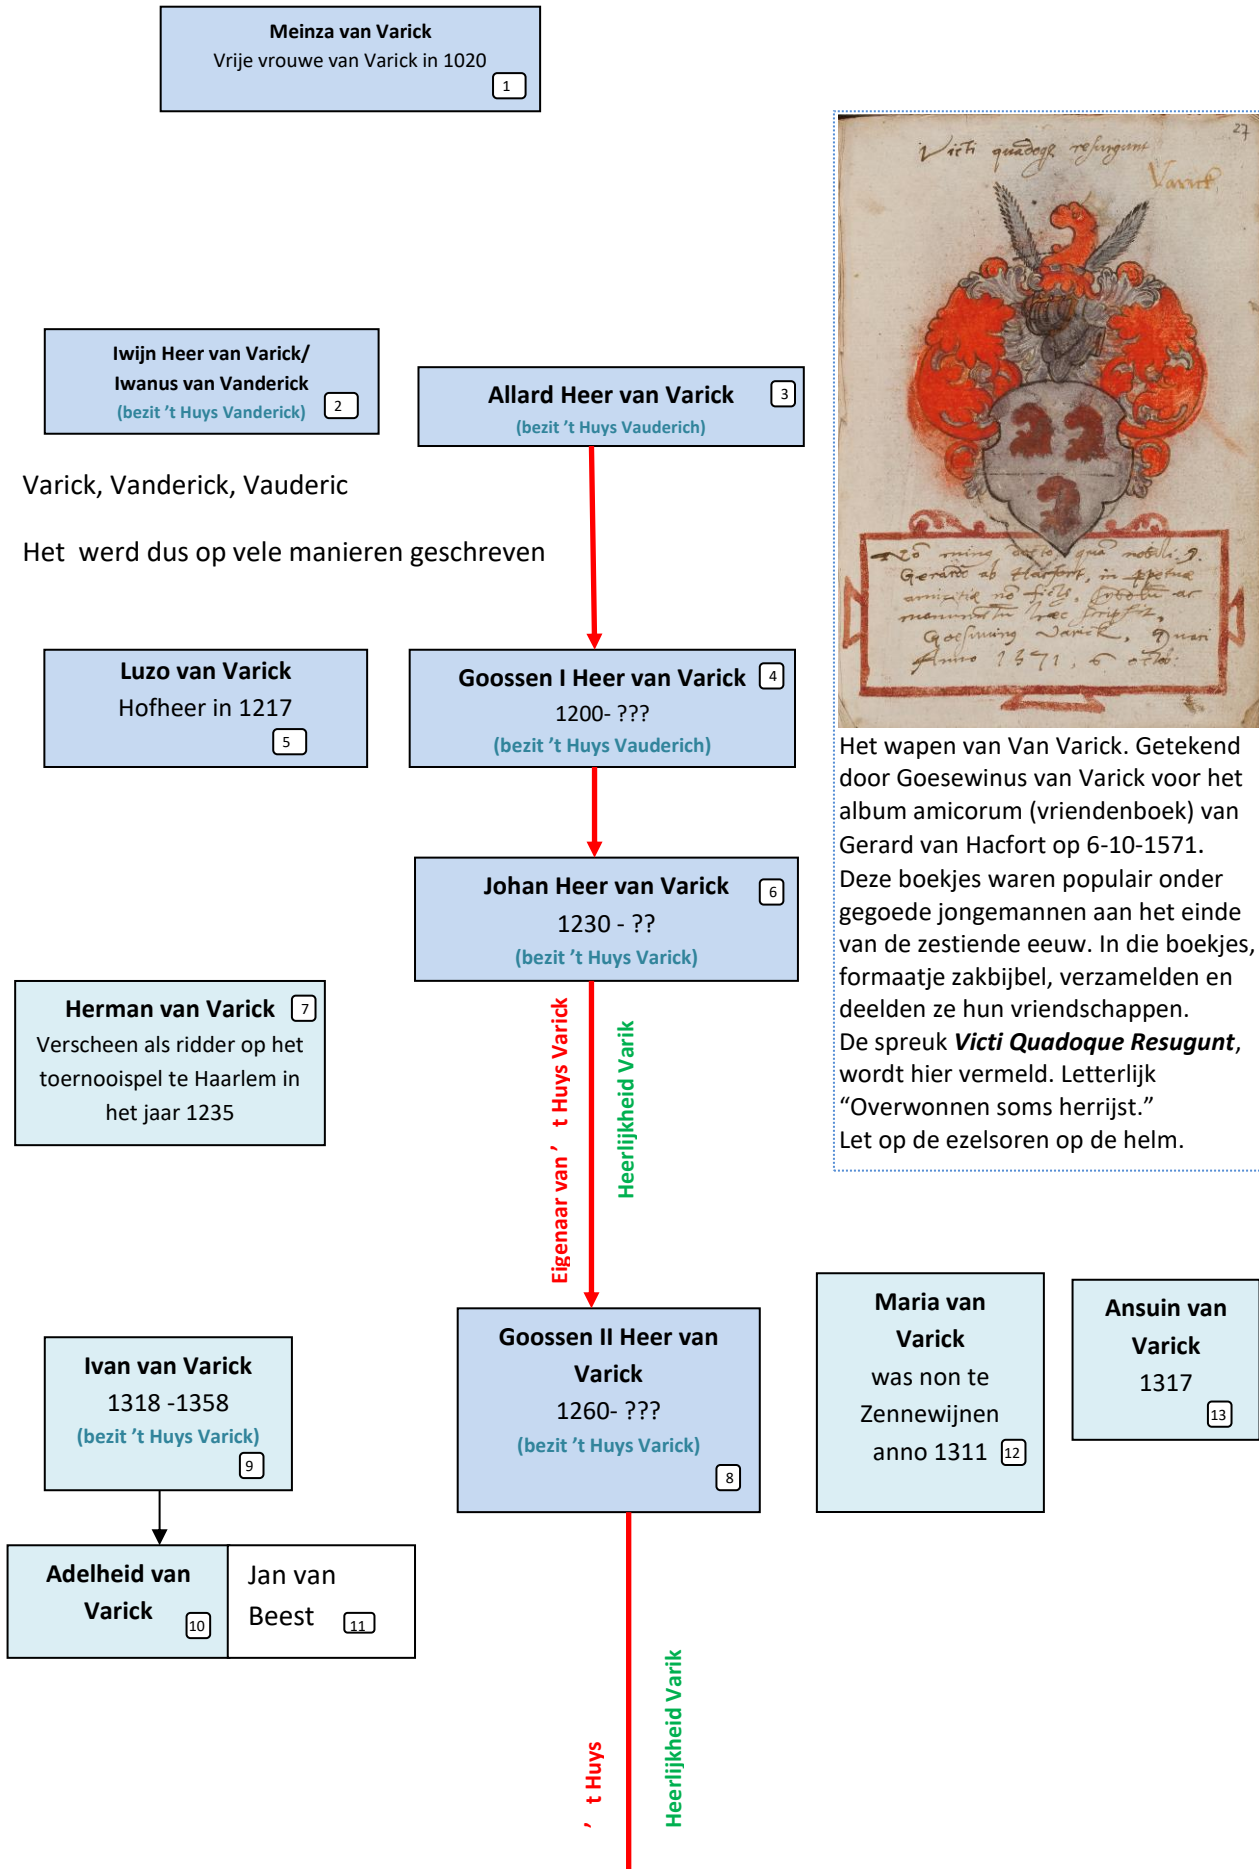 Meinza van Varick
Vrije vrouwe van Varick in 1020
1
27
Varick
Iwijn Heer van Varick/
Iwanus van Vanderick
(bezit 't Huys Vanderick)
2
Allard Heer van Varick
3
(bezit 't Huys Vauderich)
Varick, Vanderick, Vauderic
Het werd dus op vele manieren geschreven
Gerardo ab Hacfort, in
Goeswinus Varick,
Anno 1571, 6 octob:
Luzo van Varick
Hofheer in 1217
5
Goossen I Heer van Varick
4
1200- ???
(bezit 't Huys Vauderich)
Het wapen van Van Varick. Getekend
door Goesewinus van Varick voor het
album amicorum (vriendenboek) van
Gerard van Hacfort op 6-10-1571.
Deze boekjes waren populair onder
gegoede jongemannen aan het einde
van de zestiende eeuw. In die boekjes,
formaatje zakbijbel, verzamelden en
deelden ze hun vriendschappen.
De spreuk Victi Quadoque Resugunt,
wordt hier vermeld. Letterlijk
“Overwonnen soms herrijst.”
Let op de ezelsoren op de helm.
Johan Heer van Varick
6
1230 - ??
(bezit 't Huys Varick)
Herman van Varick
7
Verscheen als ridder op het
toernooispel te Haarlem in
het jaar 1235
Eigenaar van ' t Huys Varick
Heerlijkheid Varik
Goossen II Heer van
Varick
1260- ???
(bezit 't Huys Varick)
8
Maria van
Varick
was non te
Zennewijnen
anno 1311
12
Ansuin van
Varick
1317
13
Ivan van Varick
1318 -1358
(bezit 't Huys Varick)
9
Adelheid van
Varick
10
Jan van
Beest
11
' t Huys
Heerlijkheid Varik